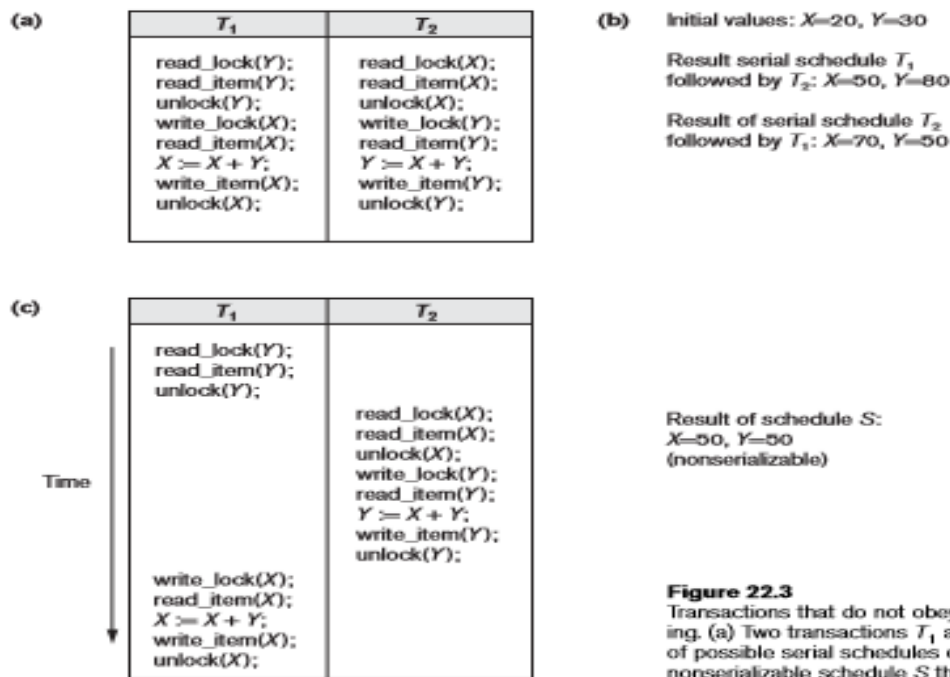 (a)
T1
T2
read_lock(Y);
read_item(Y);
unlock(Y);
write_lock(X);
read_item(X);
X := X + Y;
write_item(X);
unlock(X);
read_lock(X);
read_item(X);
unlock(X);
write_lock(Y);
read_item(Y);
Y := X + Y;
write_item(Y);
unlock(Y);
(b)
Initial values: X=20, Y=30
Result serial schedule T1
followed by T2: X=50, Y=80
Result of serial schedule T2
followed by T1: X=70, Y=50
(c)
T1
T2
Time
read_lock(Y);
read_item(Y);
unlock(Y);
read_lock(X);
read_item(X);
unlock(X);
write_lock(Y);
read_item(Y);
Y := X + Y;
write_item(Y);
unlock(Y);
write_lock(X);
read_item(X);
X := X + Y;
write_item(X);
unlock(X);
Result of schedule S:
X=50, Y=50
(nonserializable)
Figure 22.3
Transactions that do not obey
ing. (a) Two transactions T1
of possible serial schedules
nonserializable schedule S